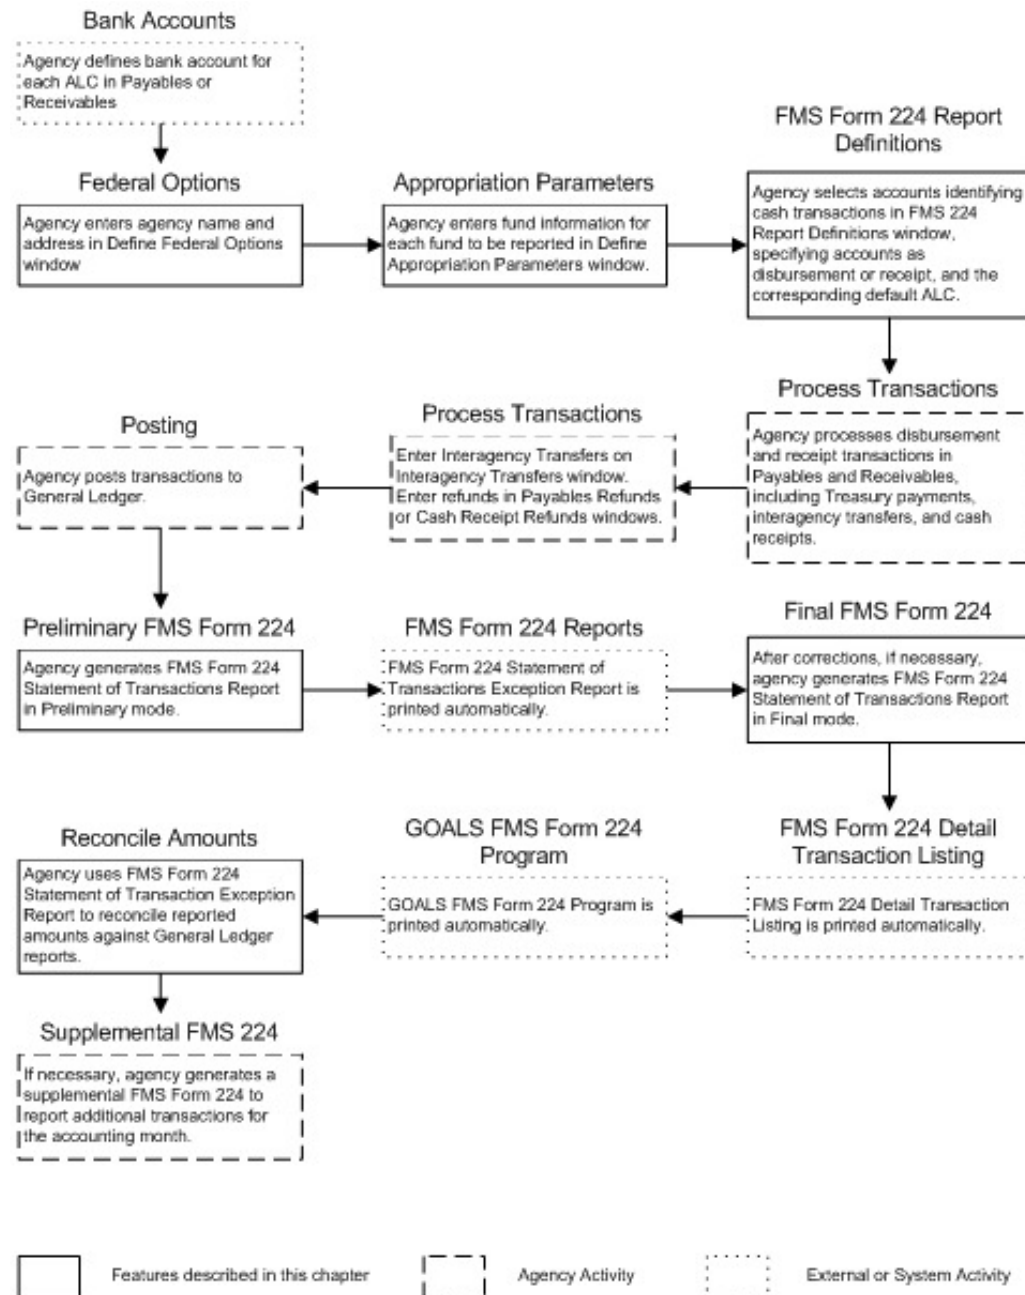 Bank Accounts
Agency defines bank account for
each ALC in Payables or
Receivables
Federal Options
Agency enters agency name and
address in Define Federal Options
window
Appropriation Parameters
Agency enters fund information for
each fund to be reported in Define
Appropriation Parameters window.
FMS Form 224 Report
Definitions
Agency selects accounts identifying
cash transactions in FMS 224
Report Definitions window,
specifying accounts as
disbursement or receipt, and the
corresponding default ALC.
Process Transactions
Agency processes disbursement
and receipt transactions in
Payables and Receivables,
including Treasury payments,
interagency transfers, and cash
receipts.
Process Transactions
Enter Interagency Transfers on
Interagency Transfers window.
Enter refunds in Payables Refunds
or Cash Receipt Refunds windows.
Posting
Agency posts transactions to
General Ledger.
Preliminary FMS Form 224
Agency generates FMS Form 224
Statement of Transactions Report
in Preliminary mode.
FMS Form 224 Reports
FMS Form 224 Statement of
Transactions Exception Report is
printed automatically.
Final FMS Form 224
After corrections, if necessary,
agency generates FMS Form 224
Statement of Transactions Report
in Final mode.
FMS Form 224 Detail
Transaction Listing
FMS Form 224 Detail Transaction
Listing is printed automatically.
GOALS FMS Form 224
Program
GOALS FMS Form 224 Program is
printed automatically.
Reconcile Amounts
Agency uses FMS Form 224
Statement of Transaction Exception
Report to reconcile reported
amounts against General Ledger
reports.
Supplemental FMS 224
If necessary, agency generates a
supplemental FMS Form 224 to
report additional transactions for
the accounting month.
Features described in this chapter
Agency Activity
External or System Activity